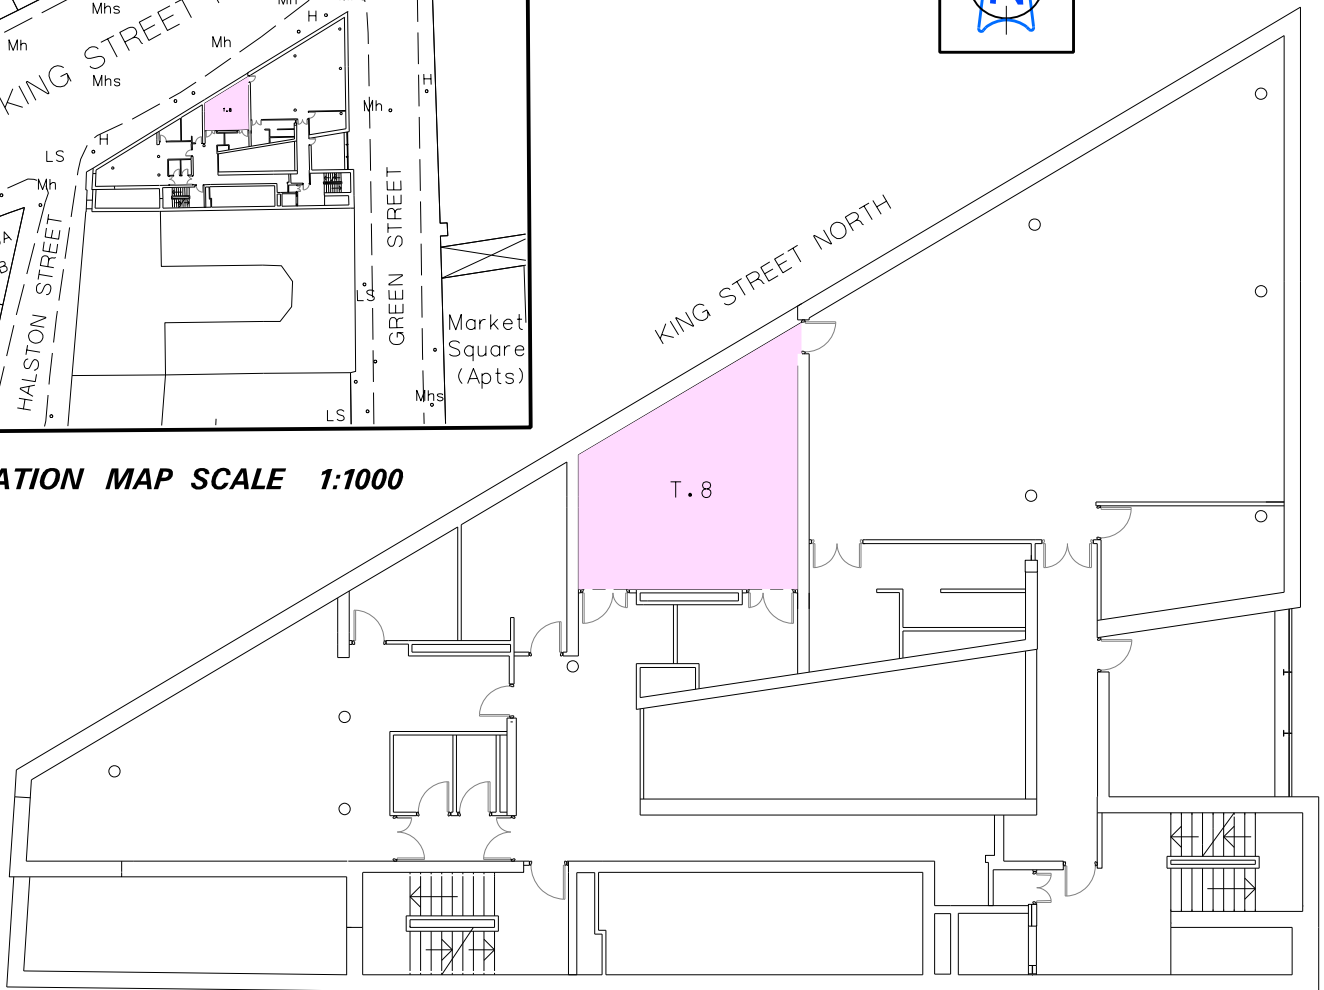 Mhs
Mh
H
Mh
Mh
KING STREET
Mhs
H
Mh
H
LS
Mh
T.8
HALSTON STREET
GREEN STREET
A
B
LS
Market
Square
(Apts)
Mhs
LS
ATION MAP SCALE 1:1000
KING STREET NORTH
T.8